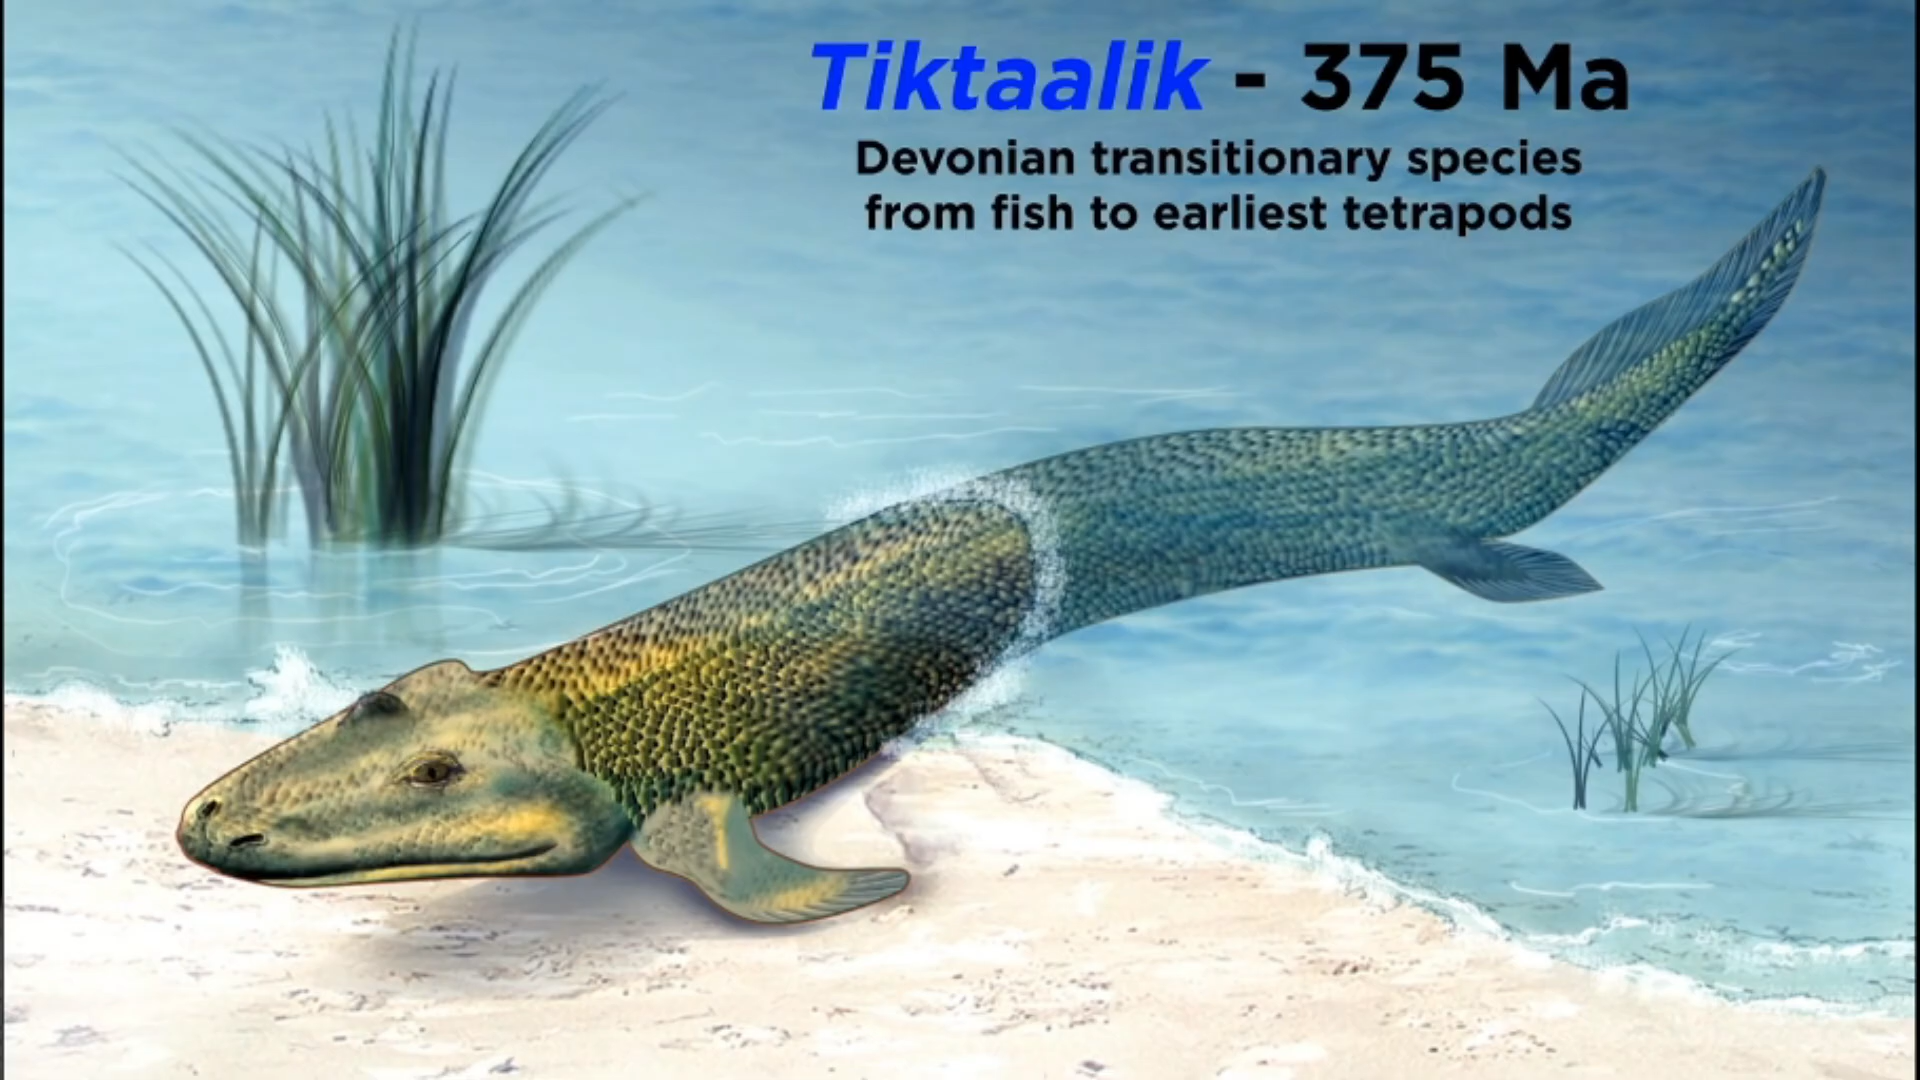 Tiktaalik - 375 Ma
Devonian transitionary species
from fish to earliest tetrapods